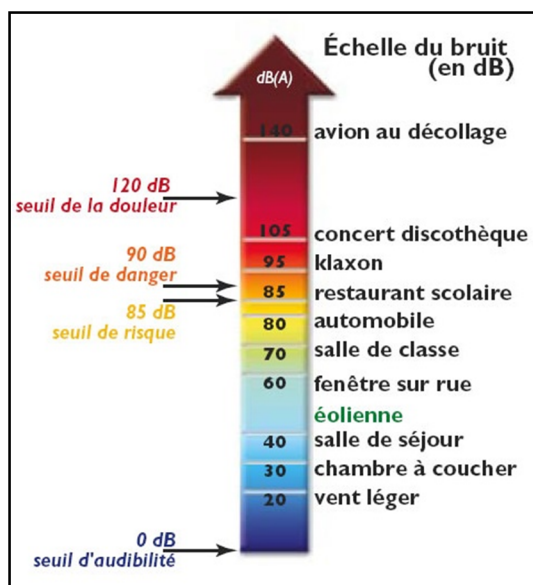 Échelle du bruit
(en dB)
dB(A)
140 avion au décollage
120 dB
seuil de la douleur
105 concert discothèque
95 klaxon
90 dB
seuil de danger
85 restaurant scolaire
85 dB
seuil de risque
80 automobile
70 salle de classe
60 fenêtre sur rue
éolienne
40 salle de séjour
30 chambre à coucher
20 vent léger
0 dB
seuil d'audibilité